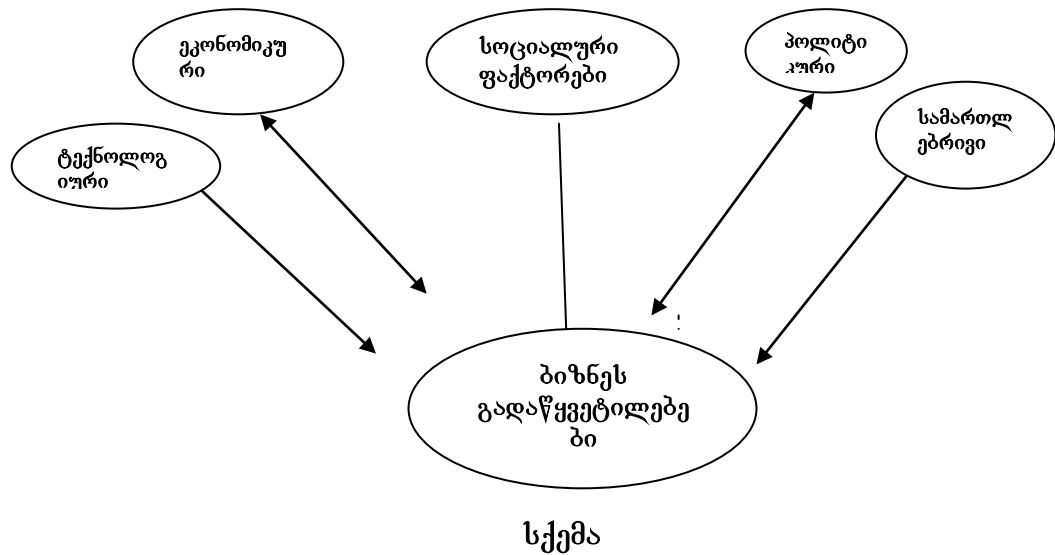 ეკონომიკუ
რი
სოციალური
ფაქტორები
პოლიტი
კური
სამართლ
ებრივი
ტექნოლოგ
იური
ბიზნეს
გადაწყვეტილებე
ბი
სქემა